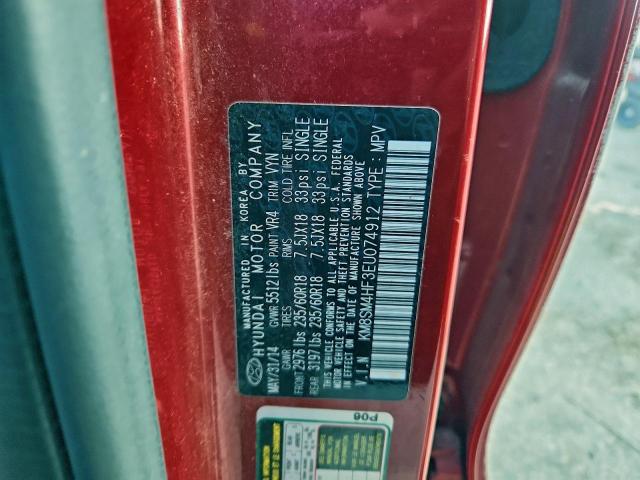 MANUFACTURED IN KOREA BY
HYUNDAI MOTOR COMPANY
MAY/31/14 GVWR 5512 lbs PAINT VR4 TRIM VYN
GAWR TIRES RIMS COLD TIRE INFL.
FRONT 2976 lbs 235/60R18 7.5JX18 33psi SINGLE
REAR 3197 lbs 235/60R18 7.5JX18 33psi SINGLE
THIS VEHICLE CONFORMS TO ALL APPLICABLE U.S.A. FEDERAL
MOTOR VEHICLE SAFETY AND THEFT PREVENTION STANDARDS
IN EFFECT ON THE DATE OF MANUFACTURE SHOWN ABOVE
V.I.N KM8SM4HF3EU074912 TYPE : MPV
P06